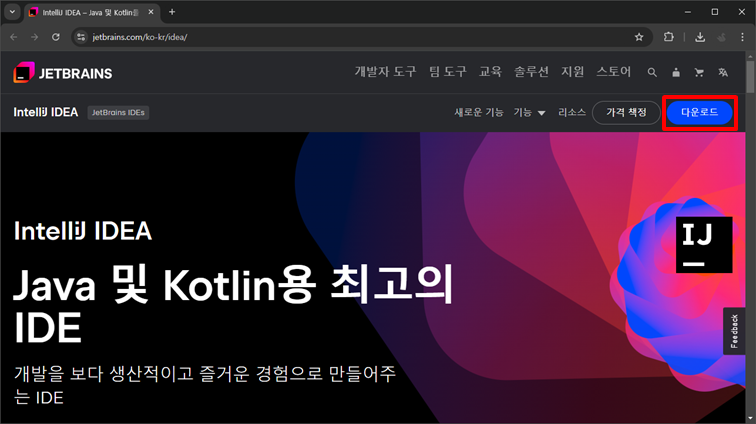 IntelliJ IDEA – Java 및 Kotlin용
jetbrains.com/ko-kr/idea/
JETBRAINS
개발자 도구 팀 도구 교육 솔루션 지원 스토어
IntelliJ IDEA JetBrains IDEs 새로운 기능 기능 리소스 가격 책정 다운로드
IJ
IntelliJ IDEA
Java 및 Kotlin용 최고의
IDE
개발을 보다 생산적이고 즐거운 경험으로 만들어주
는 IDE
Feedback